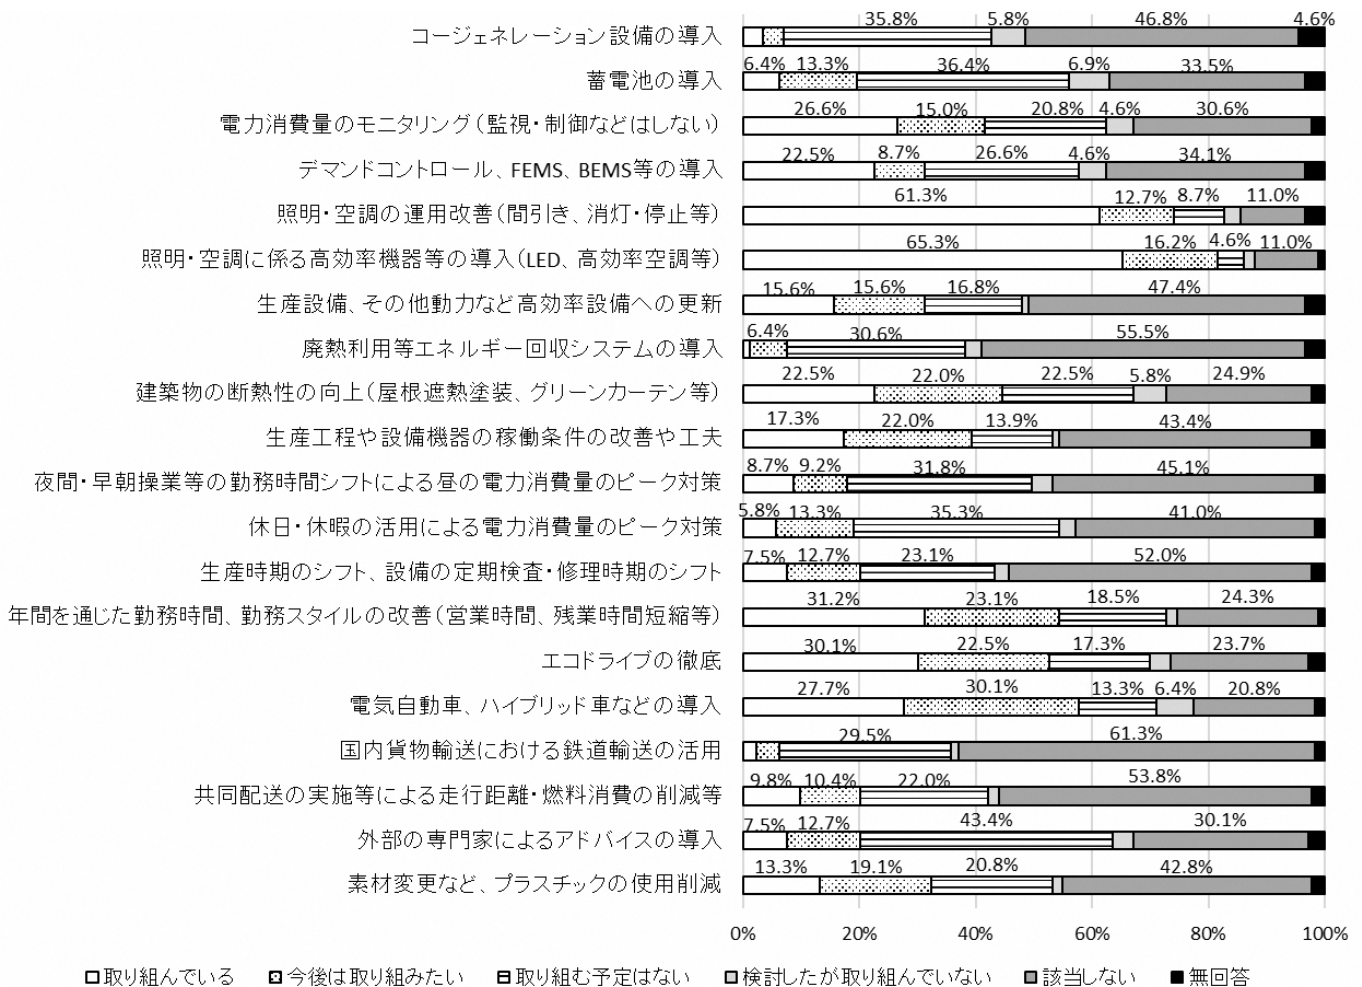 35.8% 5.8% 46.8% 4.6%
コージェネレーション設備の導入
6.4% 13.3% 36.4% 6.9% 33.5%
蓄電池の導入
26.6% 15.0% 20.8% 4.6% 30.6%
電力消費量のモニタリング(監視・制御などはしない)
22.5% 8.7% 26.6% 4.6% 34.1%
デマンドコントロール、FEMS、BEMS等の導入
61.3% 12.7% 8.7% 11.0%
照明・空調の運用改善(間引き、消灯・停止等)
65.3% 16.2% 4.6% 11.0%
照明・空調に係る高効率機器等の導入(LED、高効率空調等)
15.6% 15.6% 16.8% 47.4%
生産設備、その他動力など高効率設備への更新
6.4% 30.6% 55.5%
廃熱利用等エネルギー回収システムの導入
22.5% 22.0% 22.5% 5.8% 24.9%
建築物の断熱性の向上(屋根遮熱塗装、グリーンカーテン等)
17.3% 22.0% 13.9% 43.4%
生産工程や設備機器の稼働条件の改善や工夫
8.7% 9.2% 31.8% 45.1%
夜間・早朝操業等の勤務時間シフトによる昼の電力消費量のピーク対策
5.8% 13.3% 35.3% 41.0%
休日・休暇の活用による電力消費量のピーク対策
7.5% 12.7% 23.1% 52.0%
生産時期のシフト、設備の定期検査・修理時期のシフト
31.2% 23.1% 18.5% 24.3%
年間を通じた勤務時間、勤務スタイルの改善(営業時間、残業時間短縮等)
30.1% 22.5% 17.3% 23.7%
エコドライブの徹底
27.7% 30.1% 13.3% 6.4% 20.8%
電気自動車、ハイブリッド車などの導入
29.5% 61.3%
国内貨物輸送における鉄道輸送の活用
9.8% 10.4% 22.0% 53.8%
共同配送の実施等による走行距離・燃料消費の削減等
7.5% 12.7% 43.4% 30.1%
外部の専門家によるアドバイスの導入
13.3% 19.1% 20.8% 42.8%
素材変更など、プラスチックの使用削減
0% 20% 40% 60% 80% 100%
取り組んでいる 今後は取り組みたい 取り組む予定はない 検討したが取り組んでいない 該当しない 無回答